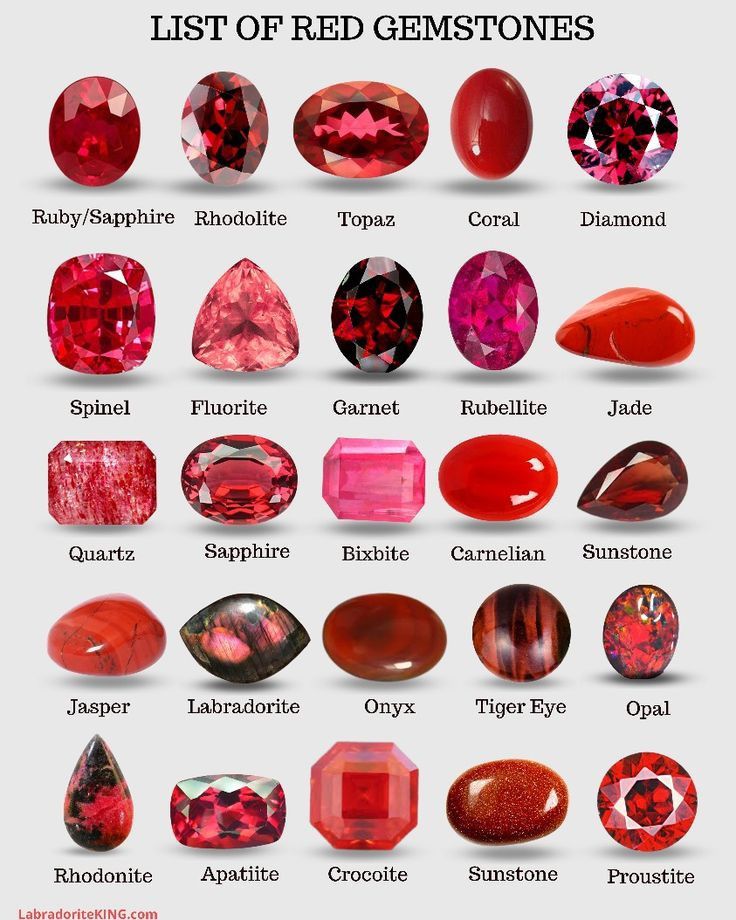 LIST OF RED GEMSTONES
Ruby/Sapphire Rhodolite Topaz Coral Diamond
Spinel Fluorite Garnet Rubellite Jade
Quartz Sapphire Bixbite Carnelian Sunstone
Jasper Labradorite Onyx Tiger Eye Opal
Rhodonite Apatiite Crocoite Sunstone Proustite
LabradoriteKING.com